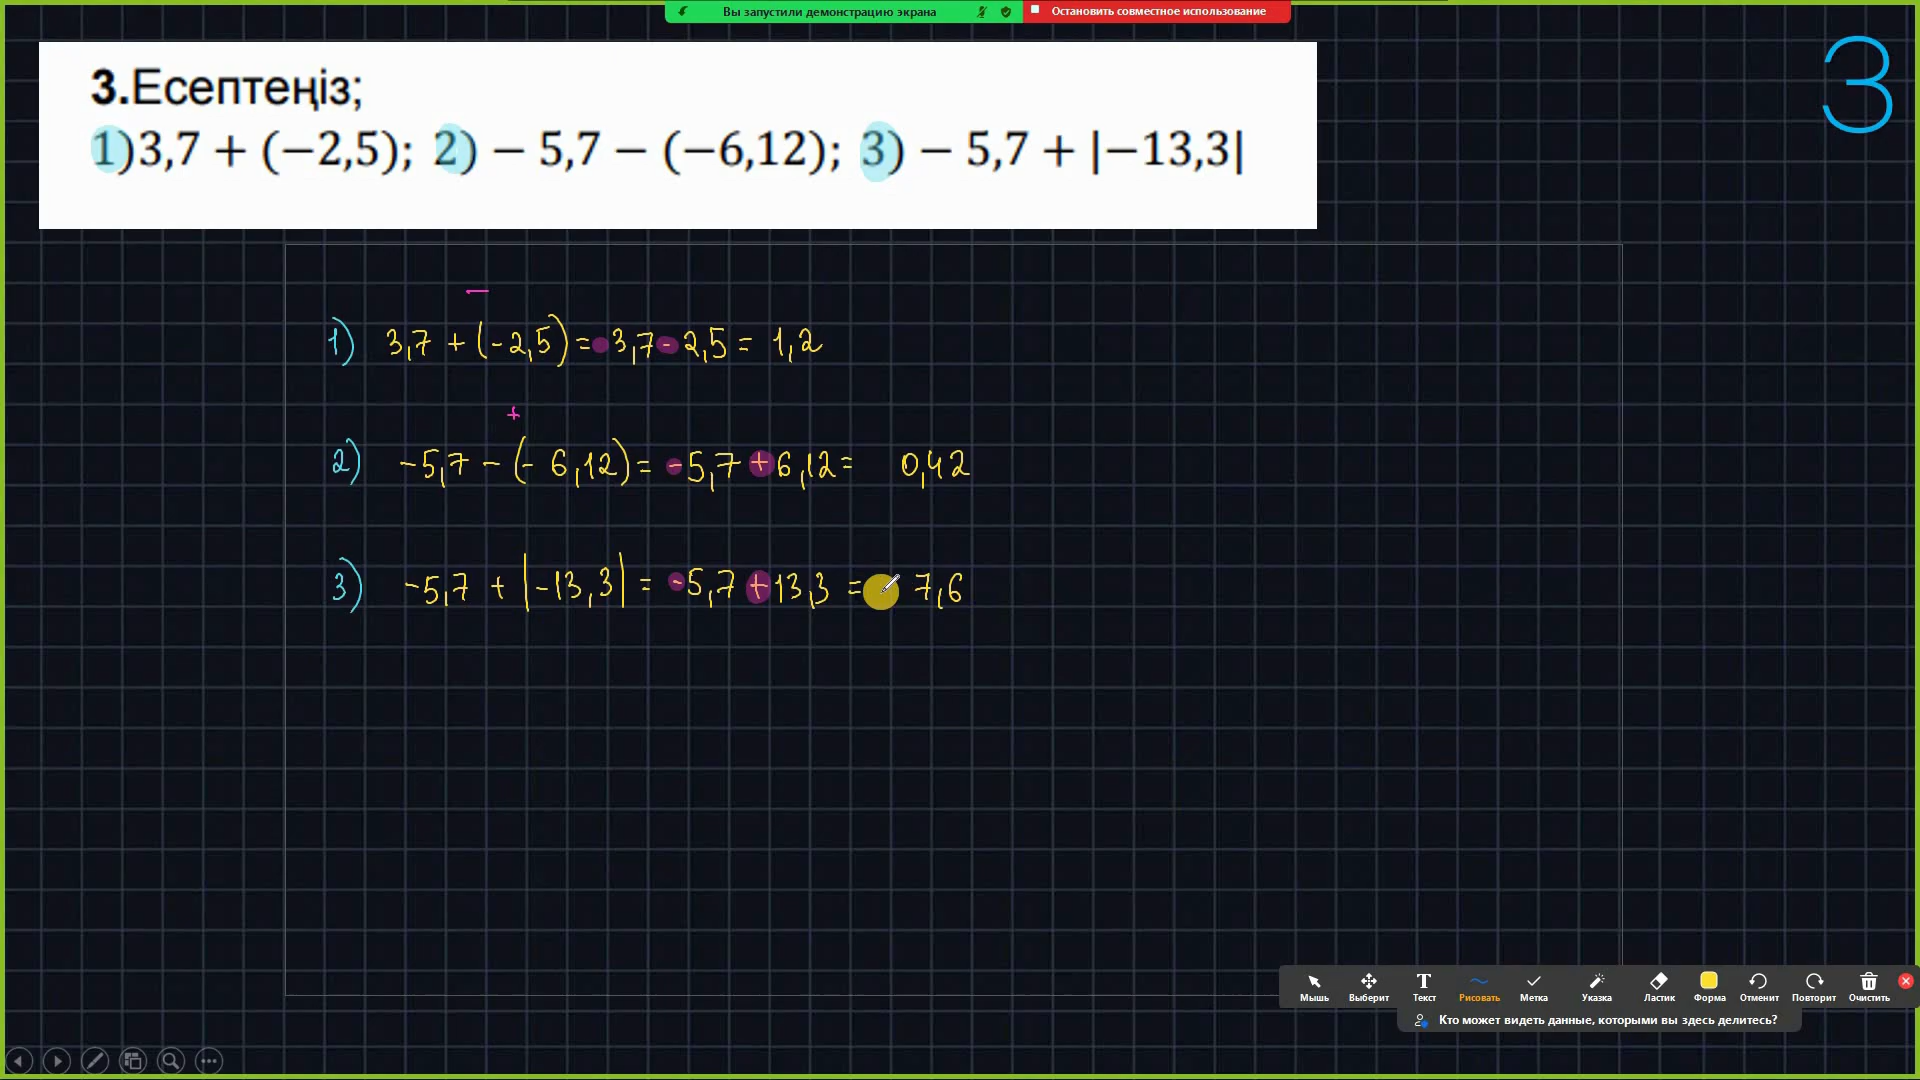 Вы запустили демонстрацию экрана
Остановить совместное использование
3
3.Есептеңіз;
1)3,7 + (−2,5); 2) − 5,7 − (−6,12); 3) − 5,7 + |−13,3|
−
1) 3,7 + (-2,5) = 3,7 - 2,5 = 1,2
+
2) -5,7 - (- 6,12) = -5,7 + 6,12 = 0,42
3) -5,7 + |-13,3| = -5,7 + 13,3 = 7,6
Мышь Выберит Текст Рисовать Метка Указка Ластик Форма Отменит Повторит Очистить
Кто может видеть данные, которыми вы здесь делитесь?